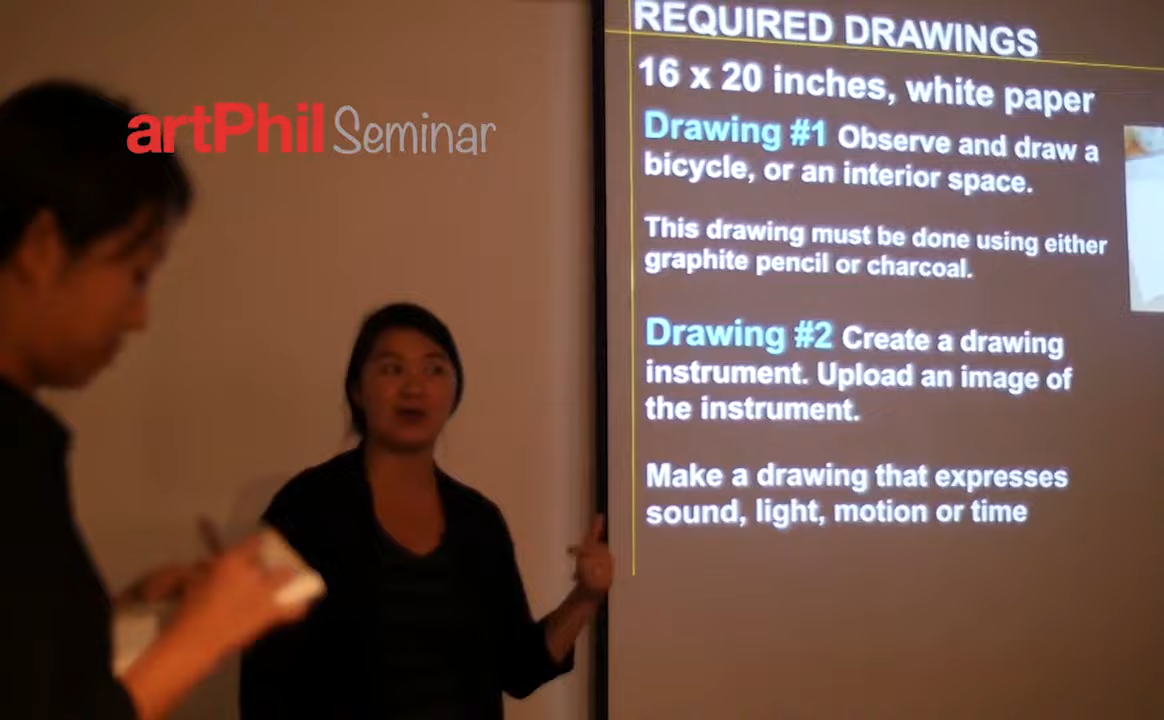 artPhil Seminar
REQUIRED DRAWINGS
16 x 20 inches, white paper
Drawing #1 Observe and draw a
bicycle, or an interior space.
This drawing must be done using either
graphite pencil or charcoal.
Drawing #2 Create a drawing
instrument. Upload an image of
the instrument.
Make a drawing that expresses
sound, light, motion or time